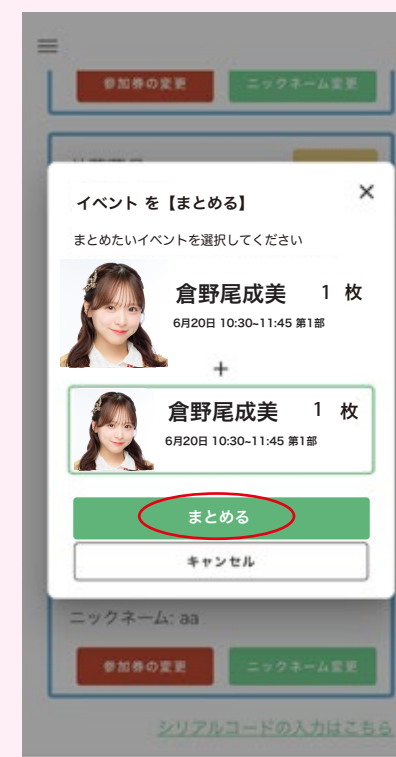 参加券の変更 ニックネーム変更
イベント を【まとめる】 ×
まとめたいイベントを選択してください
倉野尾成美 1 枚
6月20日 10:30~11:45 第1部
+
倉野尾成美 1 枚
6月20日 10:30~11:45 第1部
まとめる
キャンセル
ニックネーム: aa
参加券の変更 ニックネーム変更
シリアルコードの入力はこちら